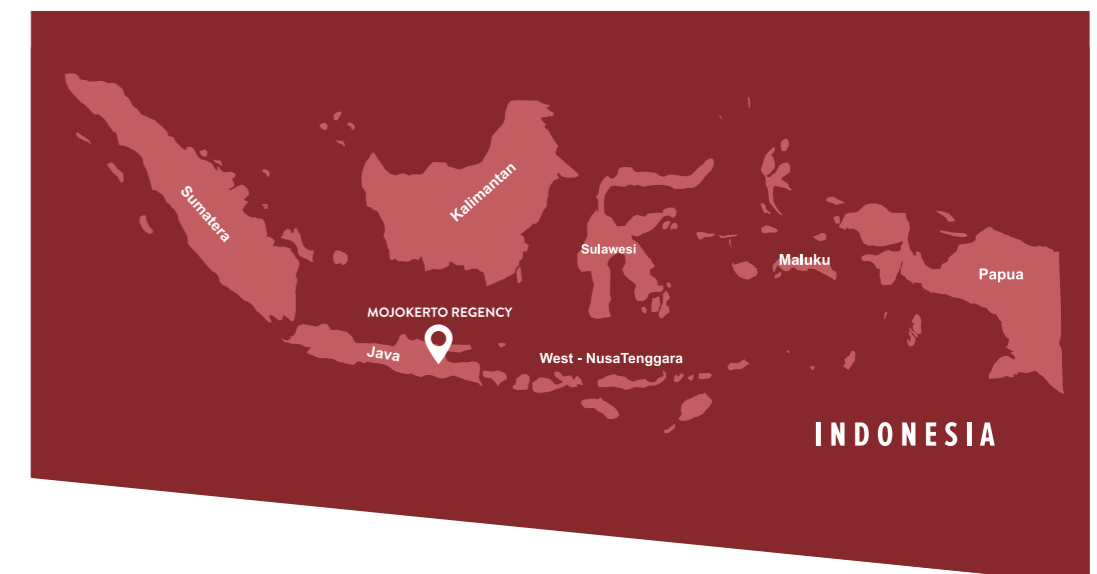 Sumatera
Kalimantan
Sulawesi
Maluku
Papua
MOJOKERTO REGENCY
Java
West - NusaTenggara
INDONESIA